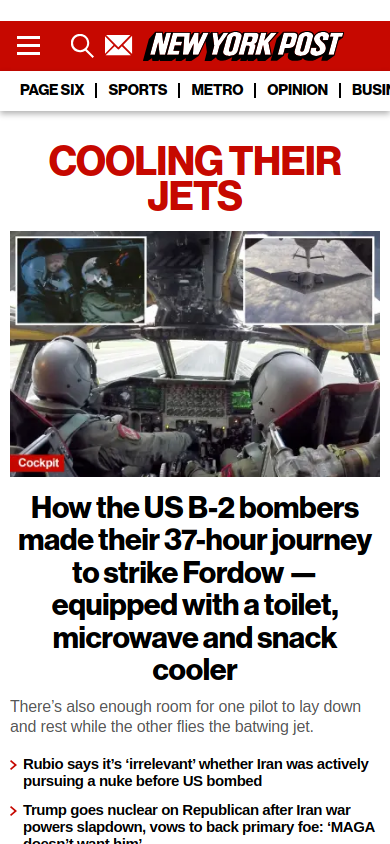 NEW YORK POST
PAGE SIX
SPORTS
METRO
OPINION
BUSI
COOLING THEIR
JETS
Cockpit
How the US B-2 bombers
made their 37-hour journey
to strike Fordow —
equipped with a toilet,
microwave and snack
cooler
There’s also enough room for one pilot to lay down
and rest while the other flies the batwing jet.
Rubio says it’s ‘irrelevant’ whether Iran was actively
pursuing a nuke before US bombed
Trump goes nuclear on Republican after Iran war
powers slapdown, vows to back primary foe: ‘MAGA
doesn’t want him’